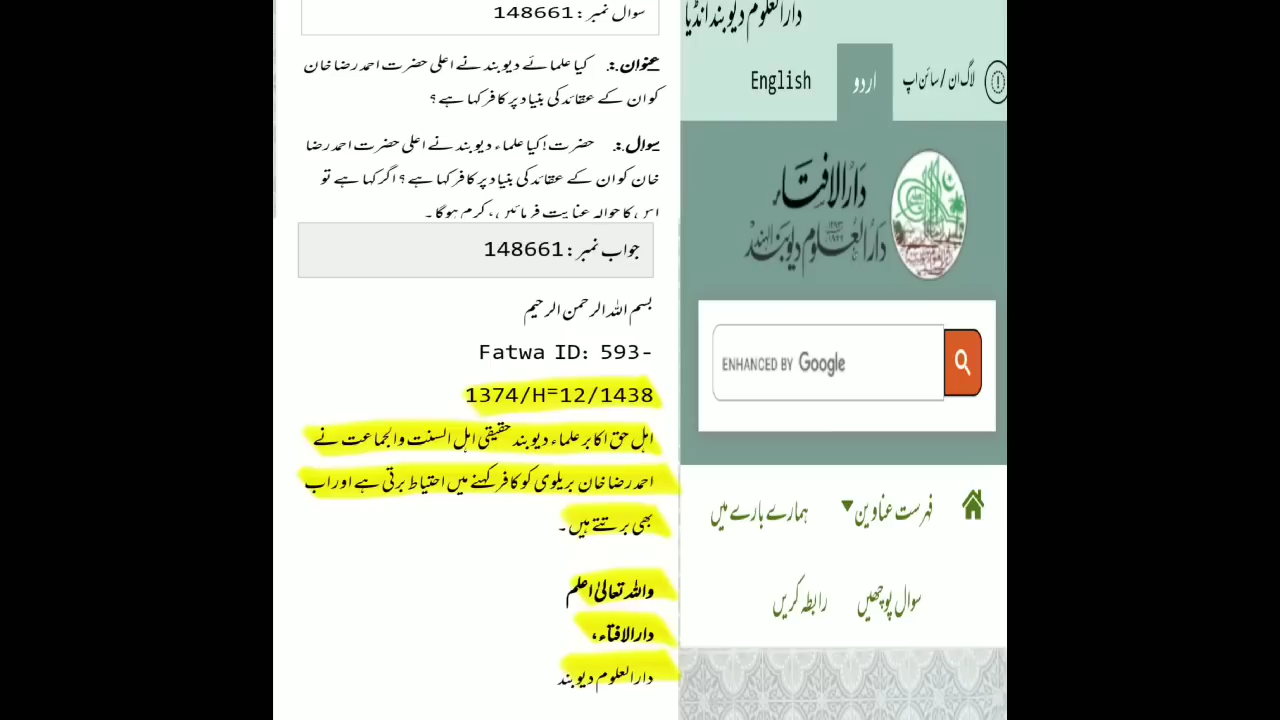 سوال نمبر: 148661
عنوان:. کیا علمائے دیوبند نے اعلی حضرت احمد رضا خان
کو ان کے عقائد کی بنیاد پر کافر کہا ہے؟
سوال:. حضرت! کیا علماء دیوبند نے اعلی حضرت احمد رضا
خان کو ان کے عقائد کی بنیاد پر کافر کہا ہے؟ اگر کہا ہے تو
اس کا حوالہ عنایت فرمائیں، کرم ہوگا۔
جواب نمبر: 148661
بسم الله الرحمن الرحيم
Fatwa ID: 593-
1374/H=12/1438
اہل حق اکابر علماء دیوبند حقیقی اہل السنت والجماعت نے
احمد رضا خان بریلوی کو کافر کہنے میں احتیاط برتی ہے اور اب
بھی برتتے ہیں۔
واللہ تعالیٰ اعلم
دارالافتاء،
دارالعلوم دیوبند
دارالعلوم دیوبند انڈیا
لاگ ان / سائن اپ
اردو
English
دارالافتاء
دارالعلوم دیوبند الہند
ENHANCED BY Google
فہرست عناوین
ہمارے بارے میں
سوال پوچھیں
رابطہ کریں